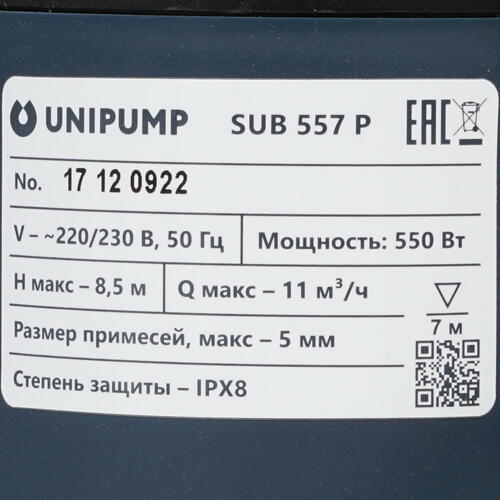 UNIPUMP SUB 557 P EAC
No. 17 12 0922
V – ~220/230 В, 50 Гц Мощность: 550 Вт
H макс – 8,5 м Q макс – 11 м³/ч
7 м
Размер примесей, макс – 5 мм
Степень защиты – IPX8